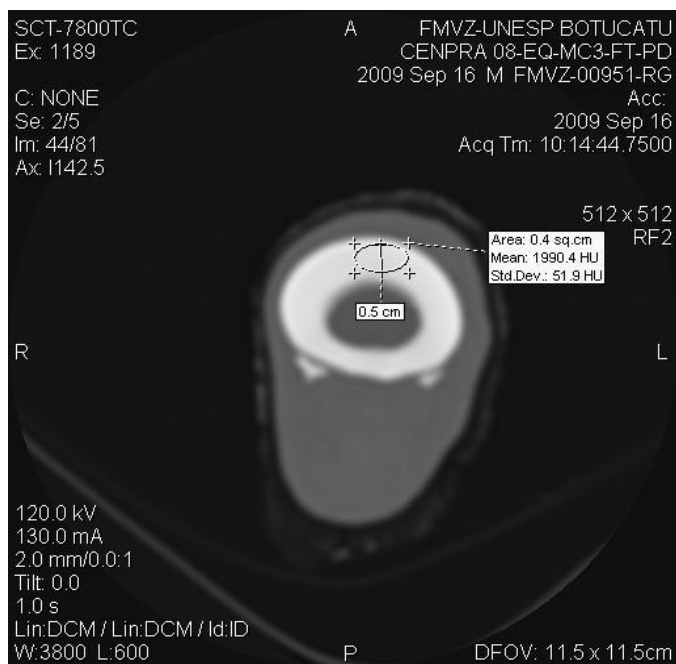 SCT-7800TC
Ex: 1189
C: NONE
Se: 2/5
Im: 44/81
Ax: I142.5
A
FMVZ-UNESP BOTUCATU
CENPRA 08-EQ-MC3-FT-PD
2009 Sep 16 M FMVZ-00951-RG
Acc:
2009 Sep 16
Acq Tm: 10:14:44.7500
512 x 512
RF2
Area: 0.4 sq.cm
Mean: 1990.4 HU
Std.Dev.: 51.9 HU
0.5 cm
R
L
120.0 kV
130.0 mA
2.0 mm/0.0:1
Tilt: 0.0
1.0 s
Lin:DCM / Lin:DCM / Id:ID
W:3800 L:600
P
DFOV: 11.5 x 11.5cm